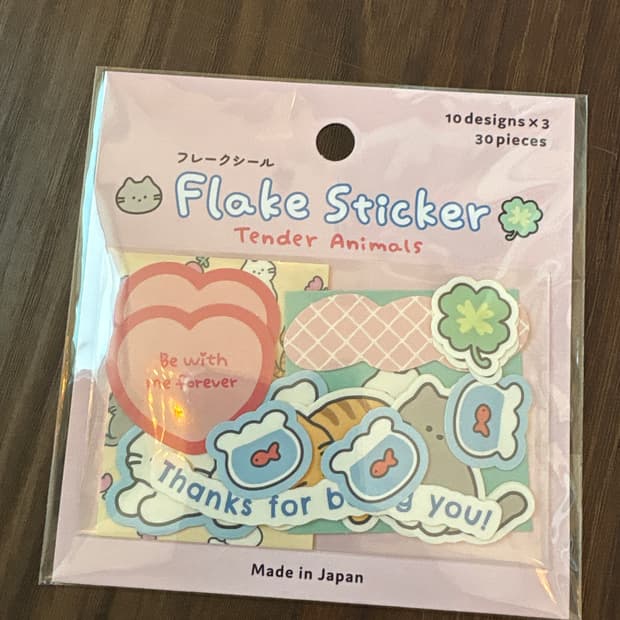 10 designs × 3
30 pieces
フレークシール
Flake Sticker
Tender Animals
Be with
me forever
Thanks for b g you!
Made in Japan